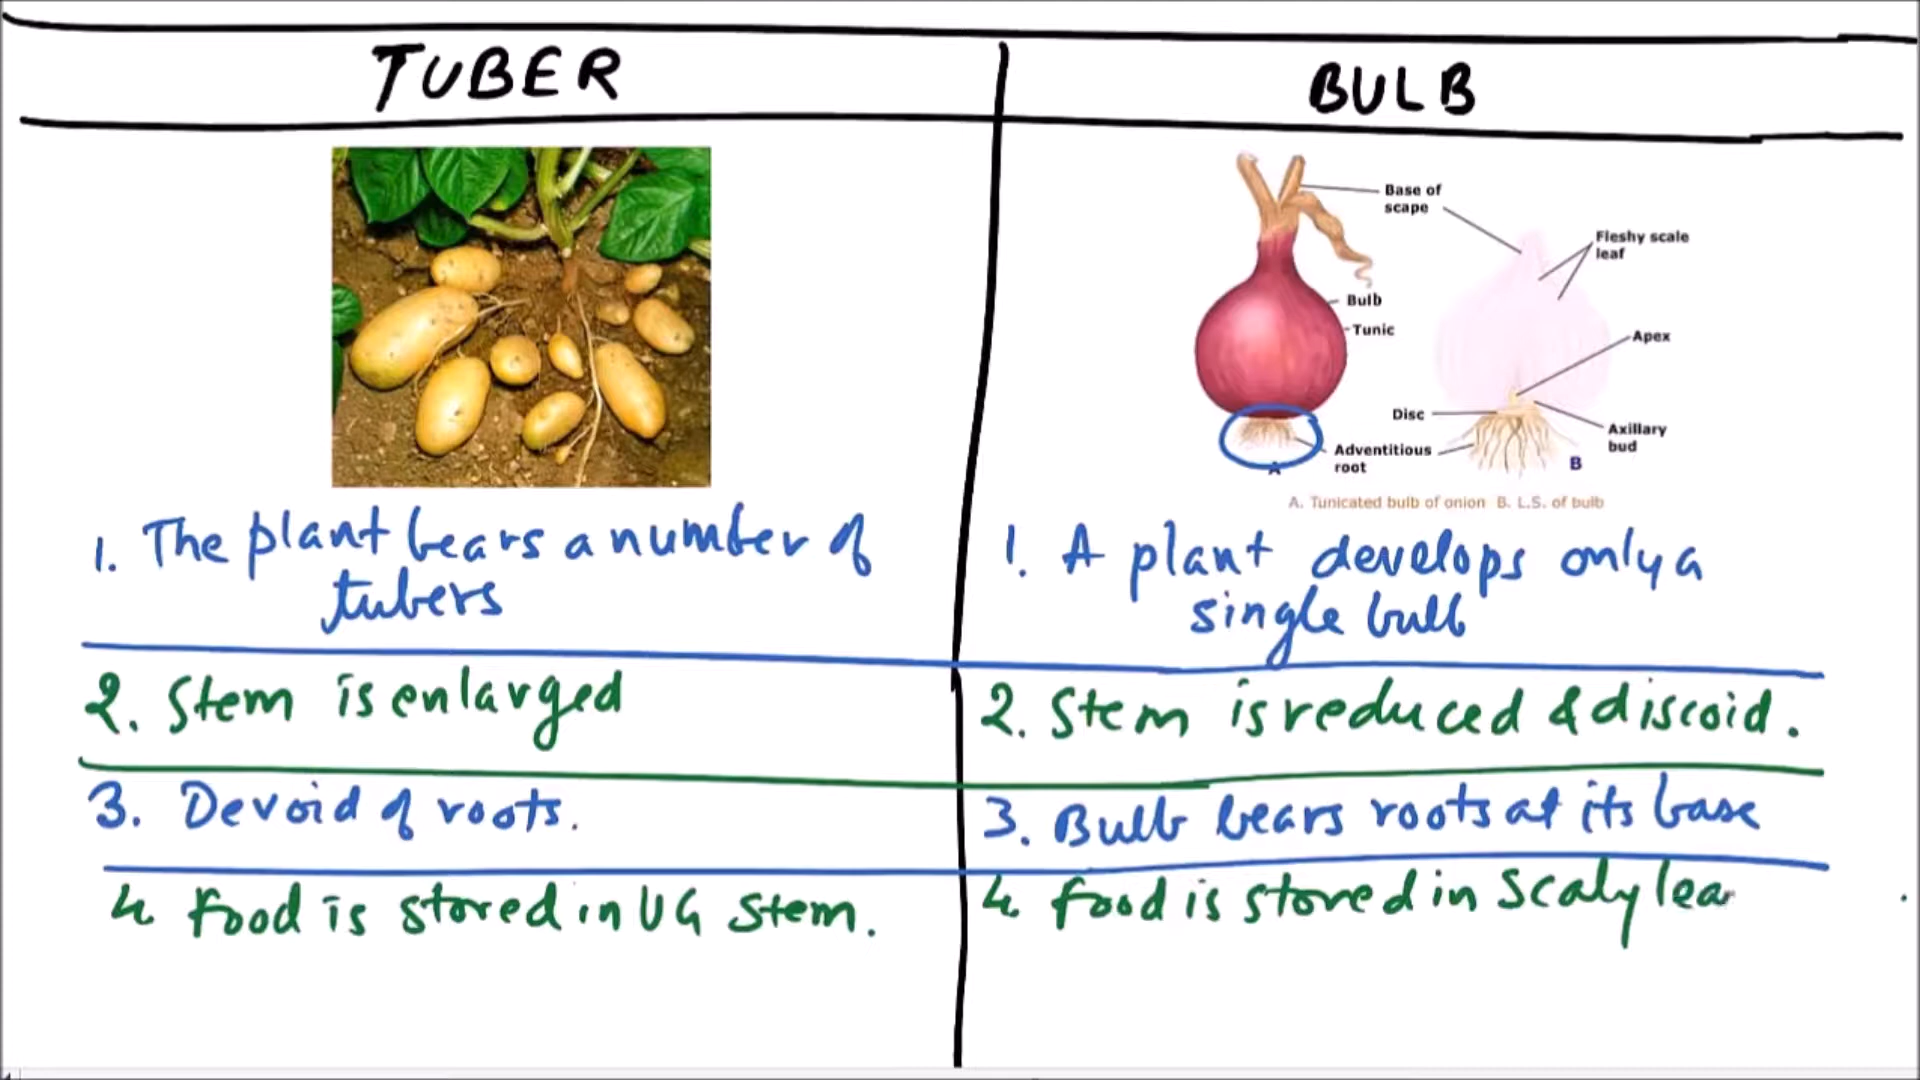 TUBER
BULB
Base of
scape
Fleshy scale
leaf
Bulb
Tunic
Apex
Disc
Axillary
bud
Adventitious
root
A
B
A. Tunicated bulb of onion B. L.S. of bulb
1. The plant bears a number of
tubers
1. A plant develops only a
single bulb
2. Stem is enlarged
2. Stem is reduced & discoid.
3. Devoid of roots.
3. Bulb bears roots at its base
4. Food is stored in UG stem.
4. Food is stored in Scaly lea